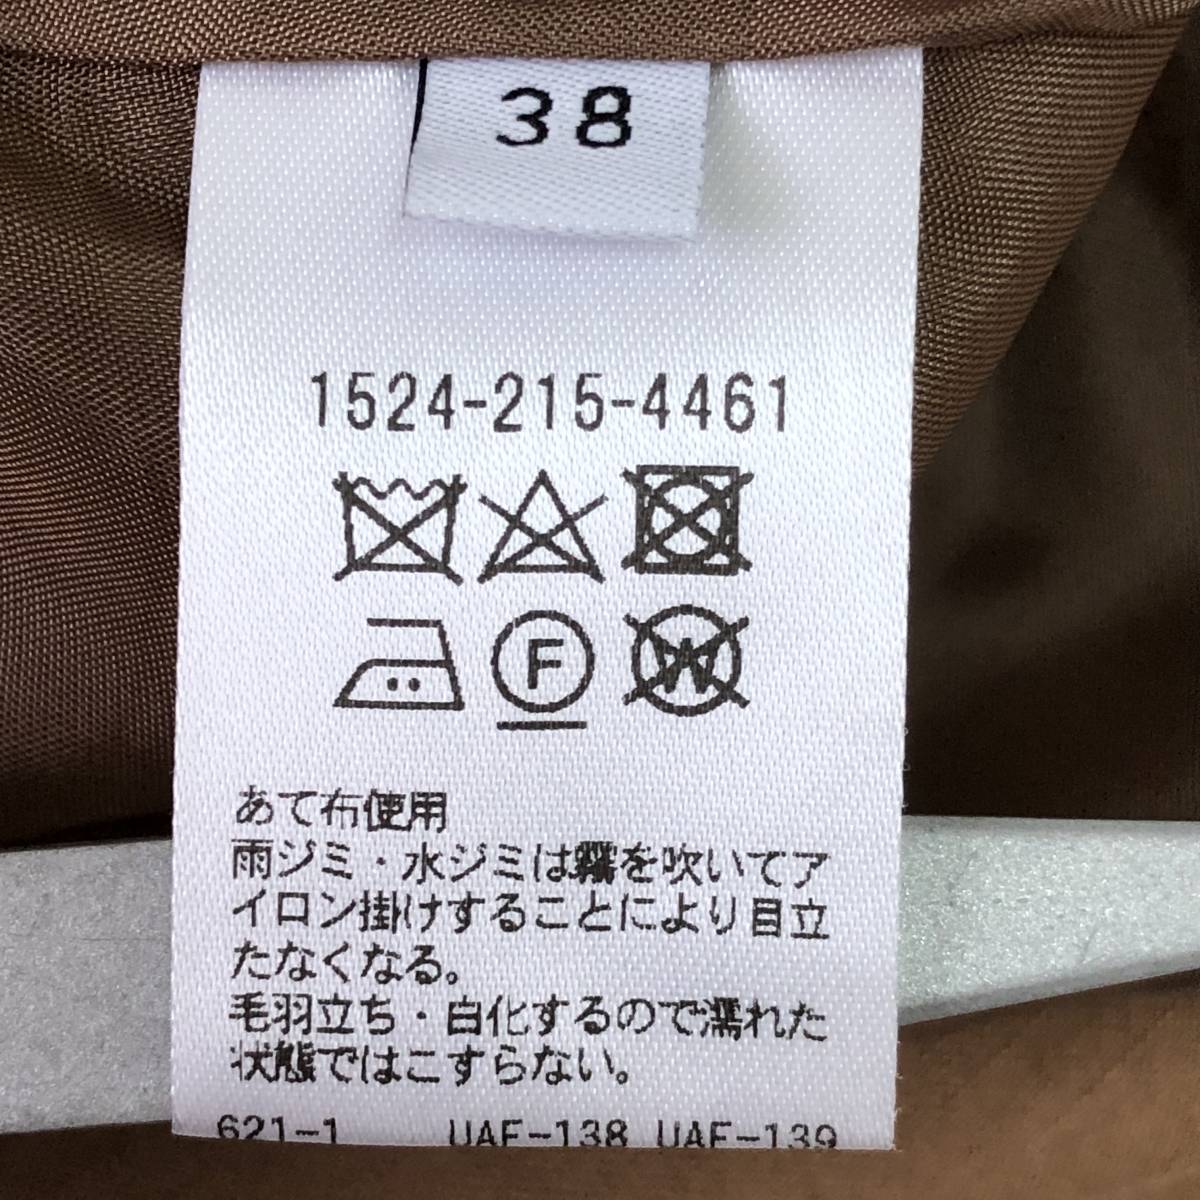 38
1524-215-4461
F
W
あて布使用
雨ジミ・水ジミは霧を吹いてア
イロン掛けすることにより目立
たなくなる。
毛羽立ち・白化するので濡れた
状態ではこすらない。
621-1 UAF-138 UAF-139